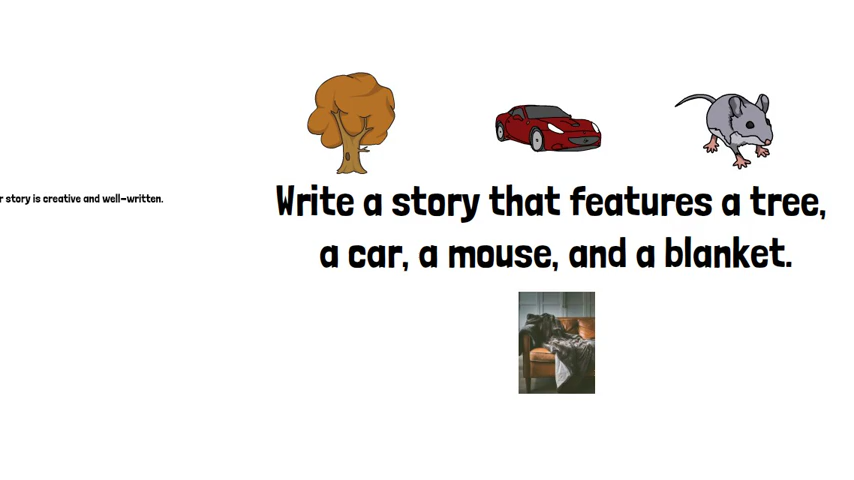 story is creative and well-written.
Write a story that features a tree,
a car, a mouse, and a blanket.